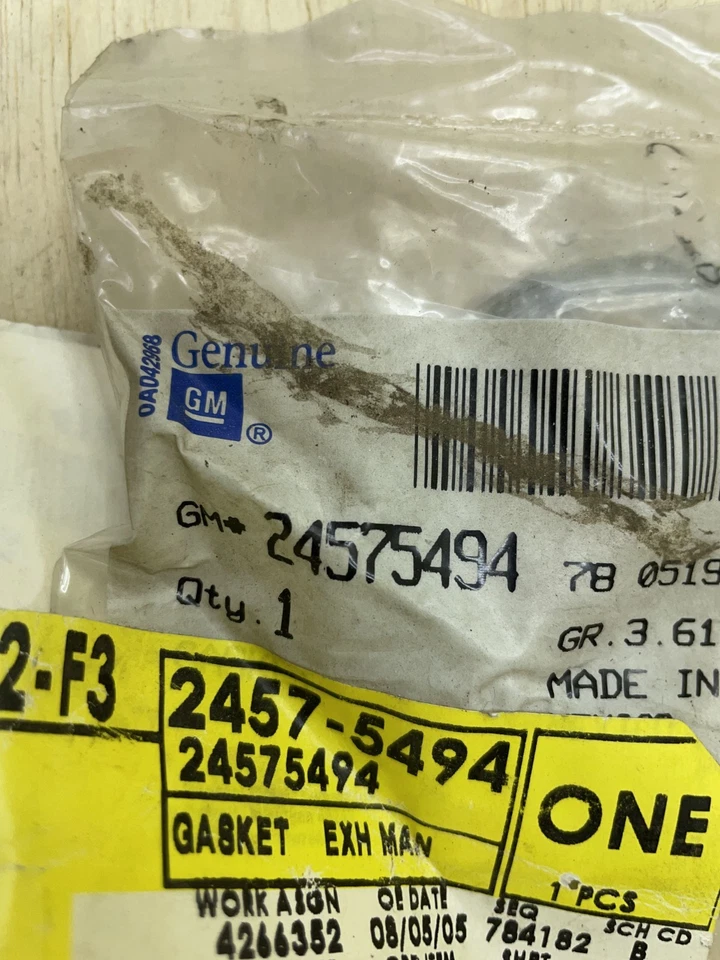 Genuine
0A042968
GM
®
GM# 24575494
78 0519
Qty. 1
GR. 3.61
MADE IN
2-F3
2457-5494
24575494
ONE
GASKET EXH MAN
1 PCS
WORK ASGN
OE DATE
SEQ
SCH CD
4266352
08/05/05
784182
B